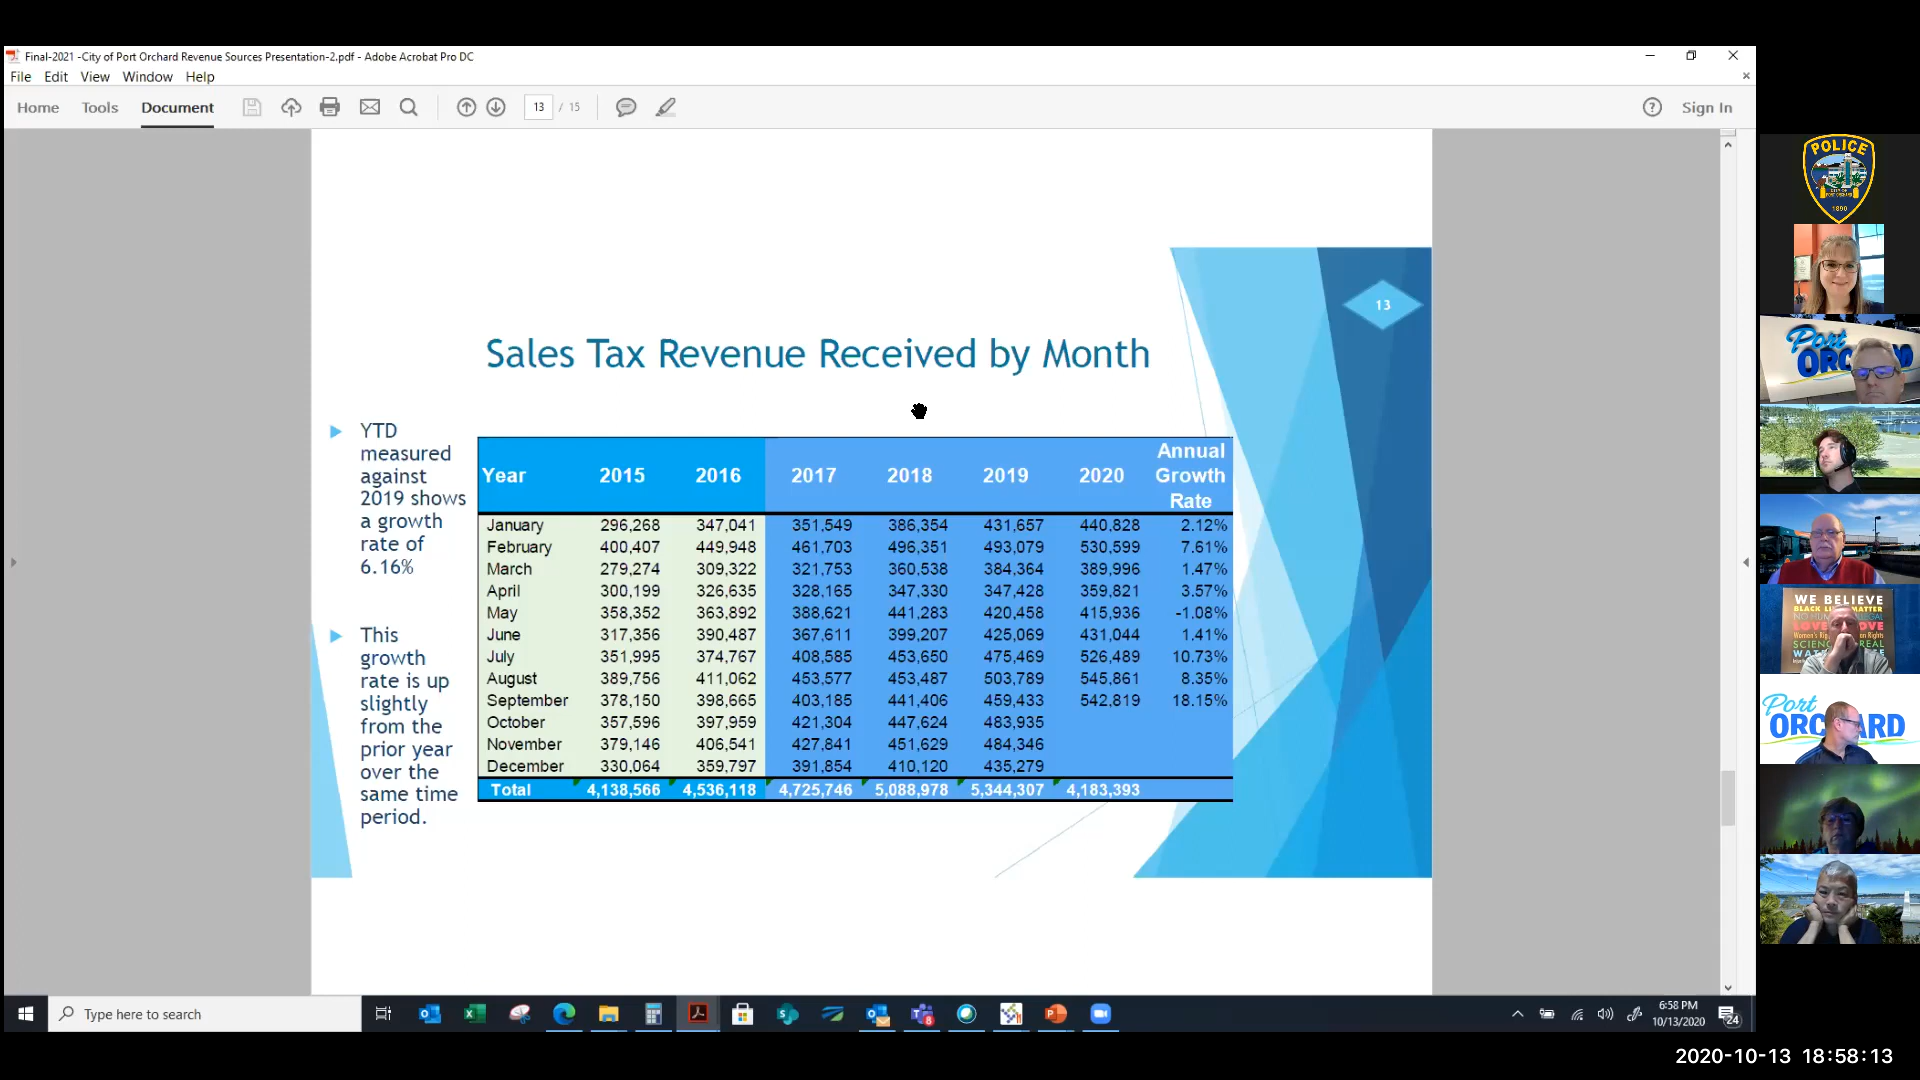 Final-2021 -City of Port Orchard Revenue Sources Presentation-2.pdf - Adobe Acrobat Pro DC
File Edit View Window Help
Home Tools Document 13 / 15 Sign In
13
Sales Tax Revenue Received by Month
YTD
measured
against
2019 shows
a growth
rate of
6.16%
This
growth
rate is up
slightly
from the
prior year
over the
same time
period.
Year 2015 2016 2017 2018 2019 2020 Annual Growth Rate
January 296,268 347,041 351,549 386,354 431,657 440,828 2.12%
February 400,407 449,948 461,703 496,351 493,079 530,599 7.61%
March 279,274 309,322 321,753 360,538 384,364 389,996 1.47%
April 300,199 326,635 328,165 347,330 347,428 359,821 3.57%
May 358,352 363,892 388,621 441,283 420,458 415,936 -1.08%
June 317,356 390,487 367,611 399,207 425,069 431,044 1.41%
July 351,995 374,767 408,585 453,650 475,469 526,489 10.73%
August 389,756 411,062 453,577 453,487 503,789 545,861 8.35%
September 378,150 398,665 403,185 441,406 459,433 542,819 18.15%
October 357,596 397,959 421,304 447,624 483,935
November 379,146 406,541 427,841 451,629 484,346
December 330,064 359,797 391,854 410,120 435,279
Total 4,138,566 4,536,118 4,725,746 5,088,978 5,344,307 4,183,393
POLICE
CITY OF
PORT ORCHARD
1890
Port
WE BELIEVE
Port
ORCHARD
Type here to search
6:58 PM
10/13/2020
24
2020-10-13 18:58:13